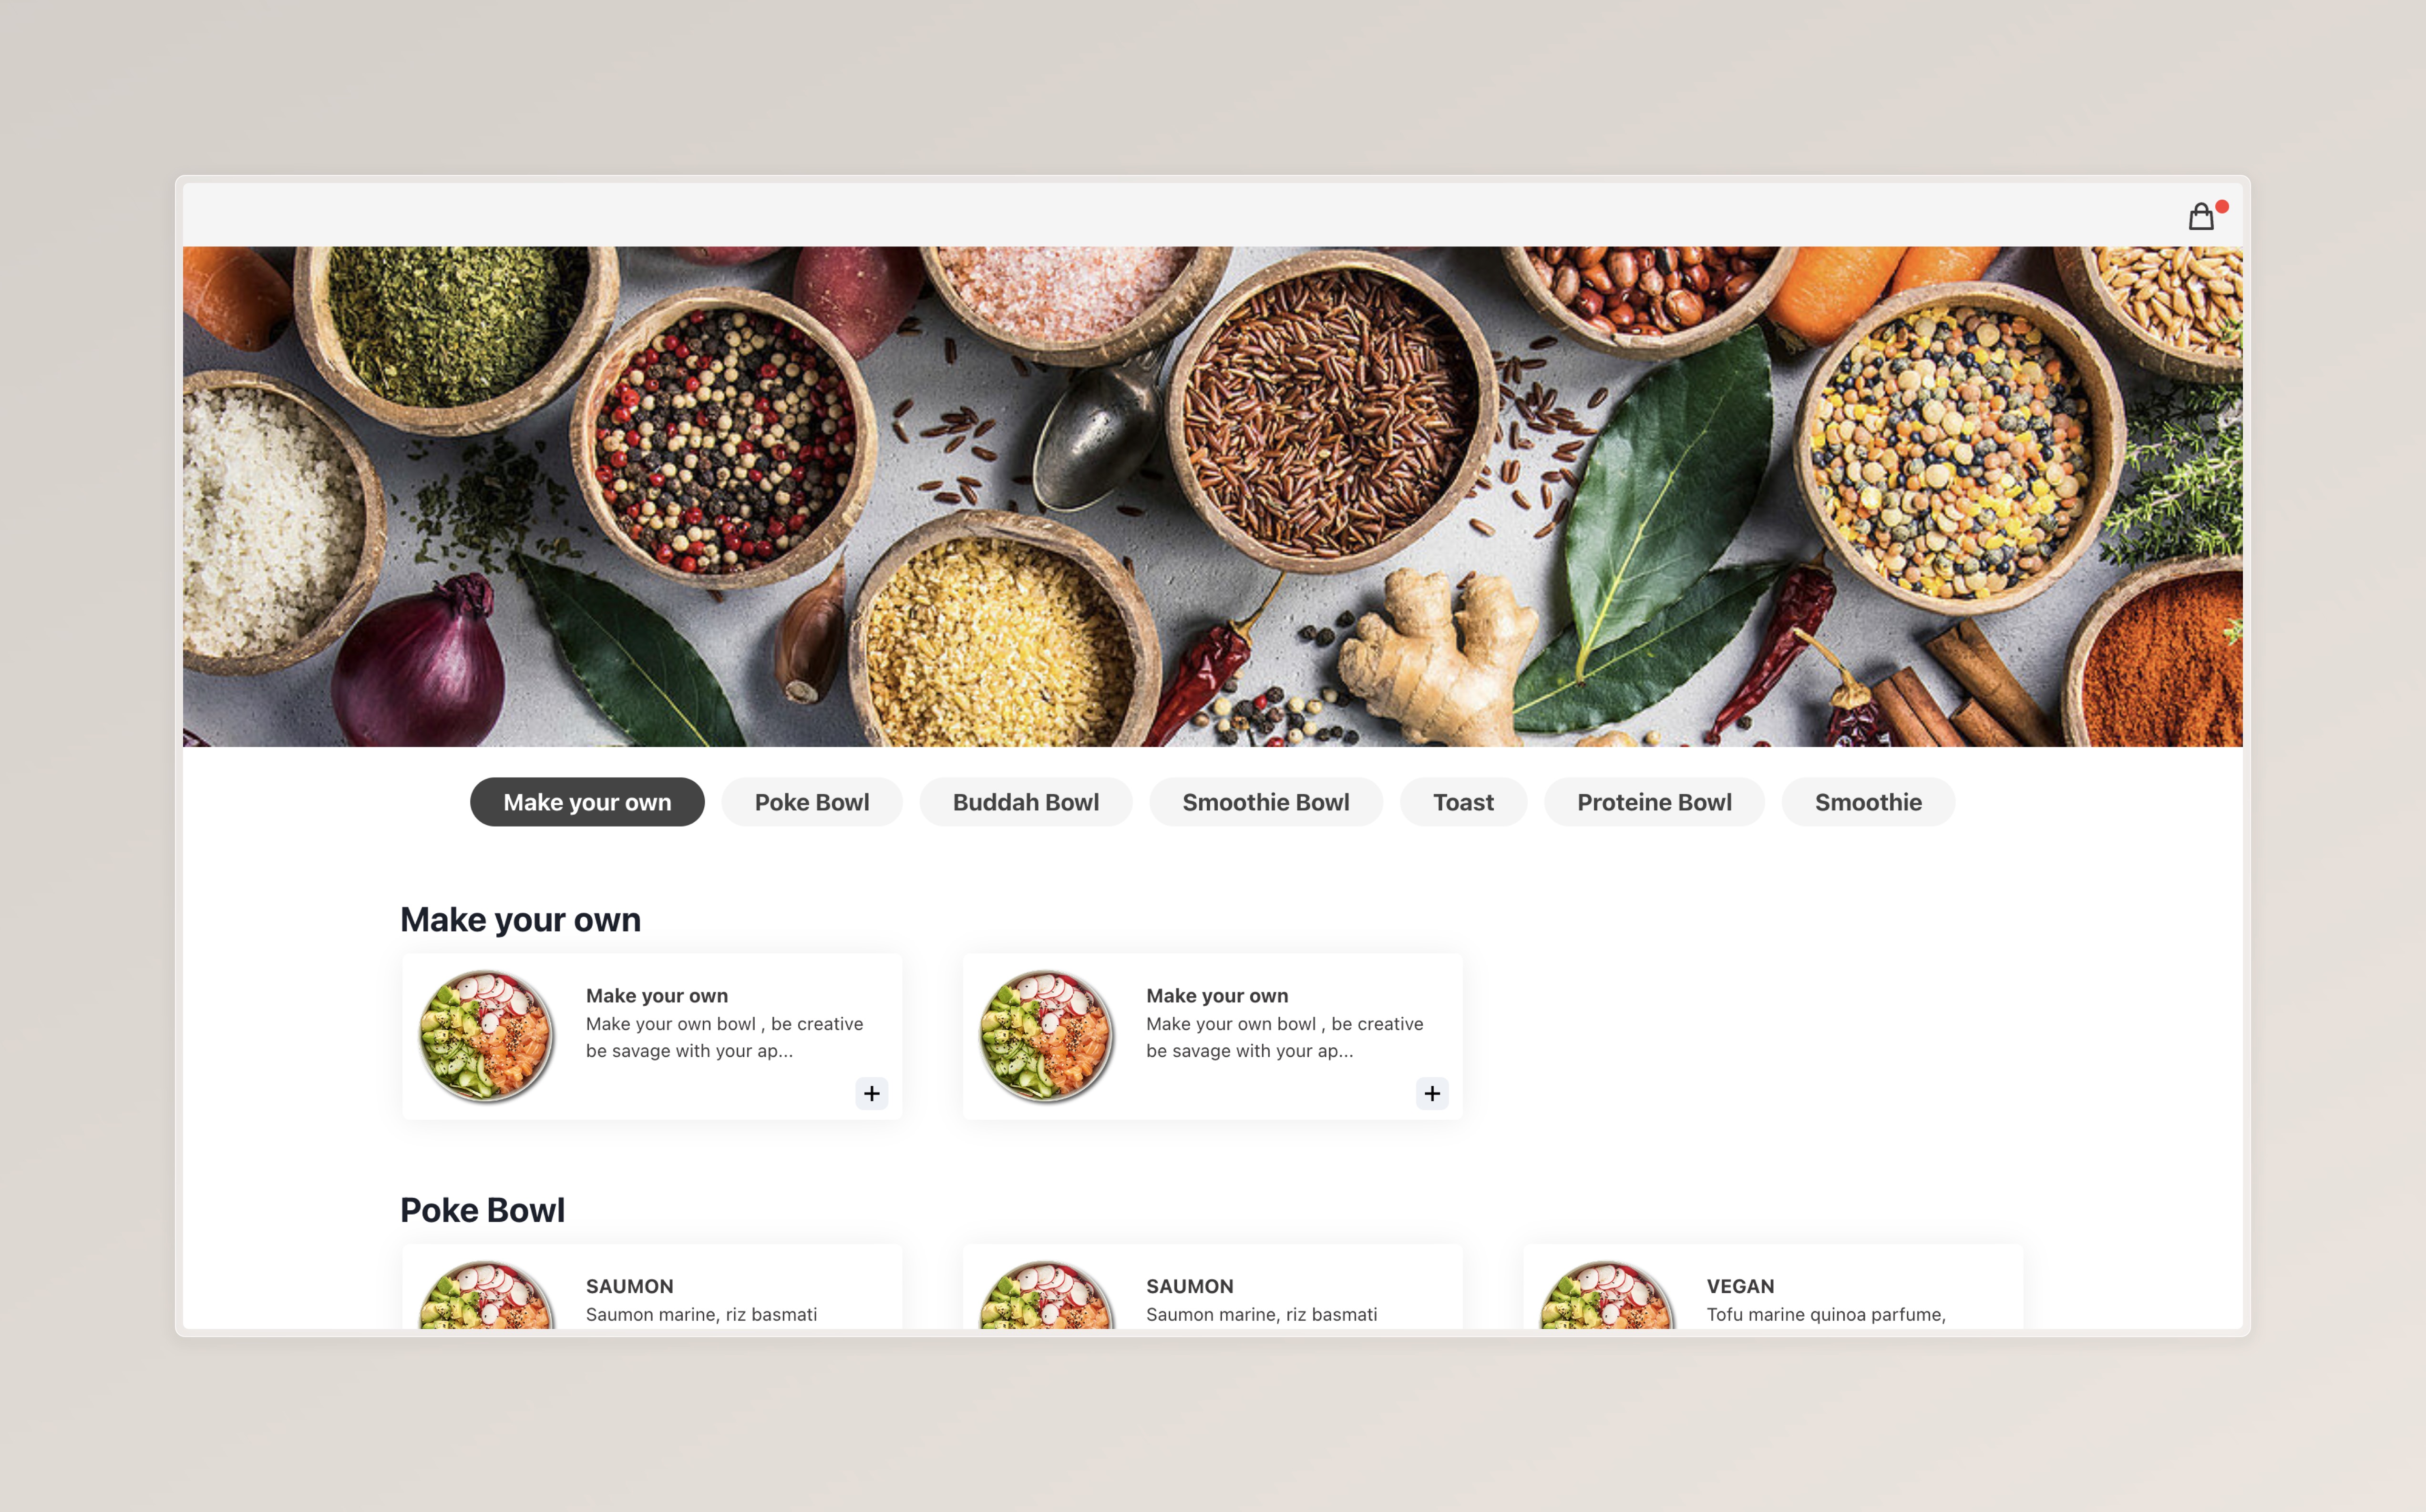 Make your own
Poke Bowl
Buddah Bowl
Smoothie Bowl
Toast
Proteine Bowl
Smoothie
Make your own
Make your own
Make your own bowl , be creative
be savage with your ap...
Make your own
Make your own bowl , be creative
be savage with your ap...
Poke Bowl
SAUMON
Saumon marine, riz basmati
SAUMON
Saumon marine, riz basmati
VEGAN
Tofu marine quinoa parfume,